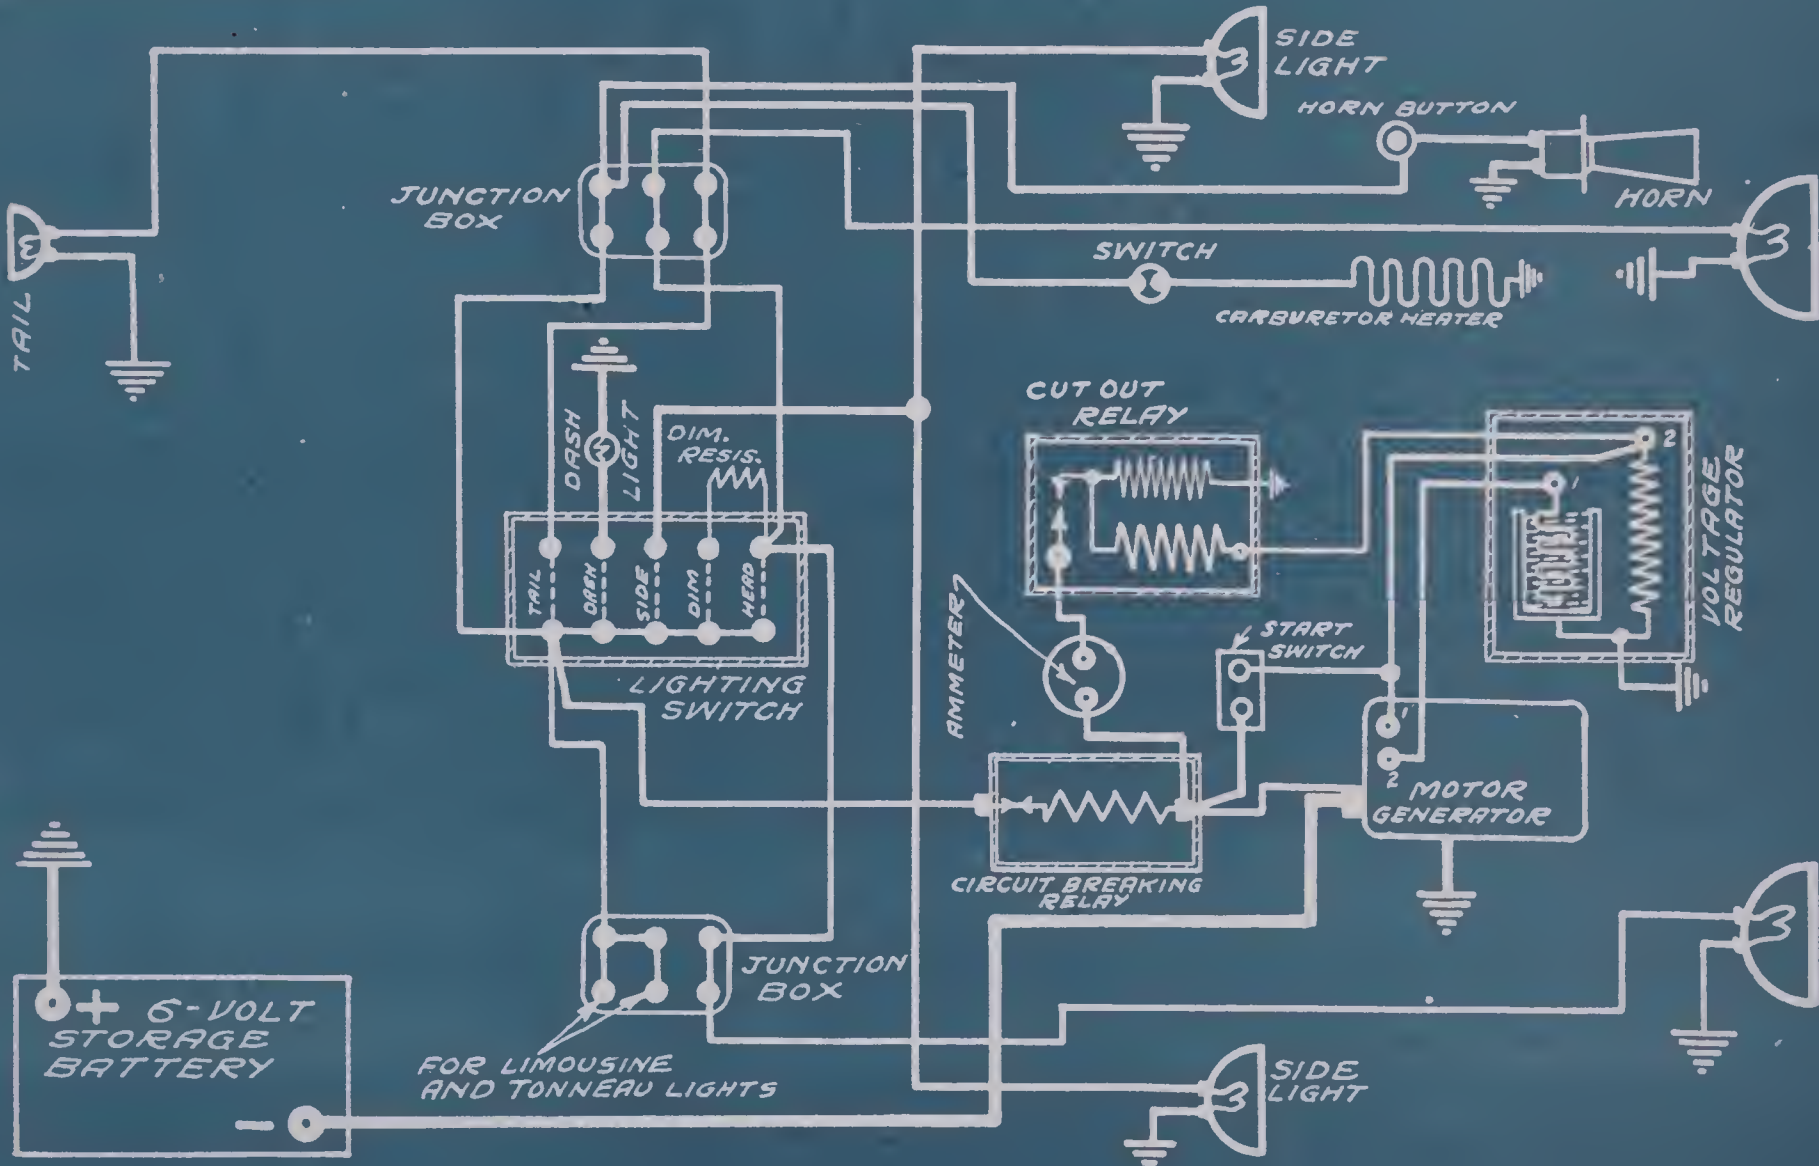 SIDE
LIGHT
HORN BUTTON
HORN
JUNCTION
BOX
SWITCH
CARBURETOR HEATER
TAIL
DASH
LIGHT
DIM.
RESIS.
CUT OUT
RELAY
2
1
VOLTAGE
REGULATOR
TAIL
DASH
SIDE
DIM
HEAD
LIGHTING
SWITCH
AMMETER
START
SWITCH
1
2
MOTOR
GENERATOR
CIRCUIT BREAKING
RELAY
+ 6-VOLT
STORAGE
BATTERY
-
JUNCTION
BOX
FOR LIMOUSINE
AND TONNEAU LIGHTS
SIDE
LIGHT